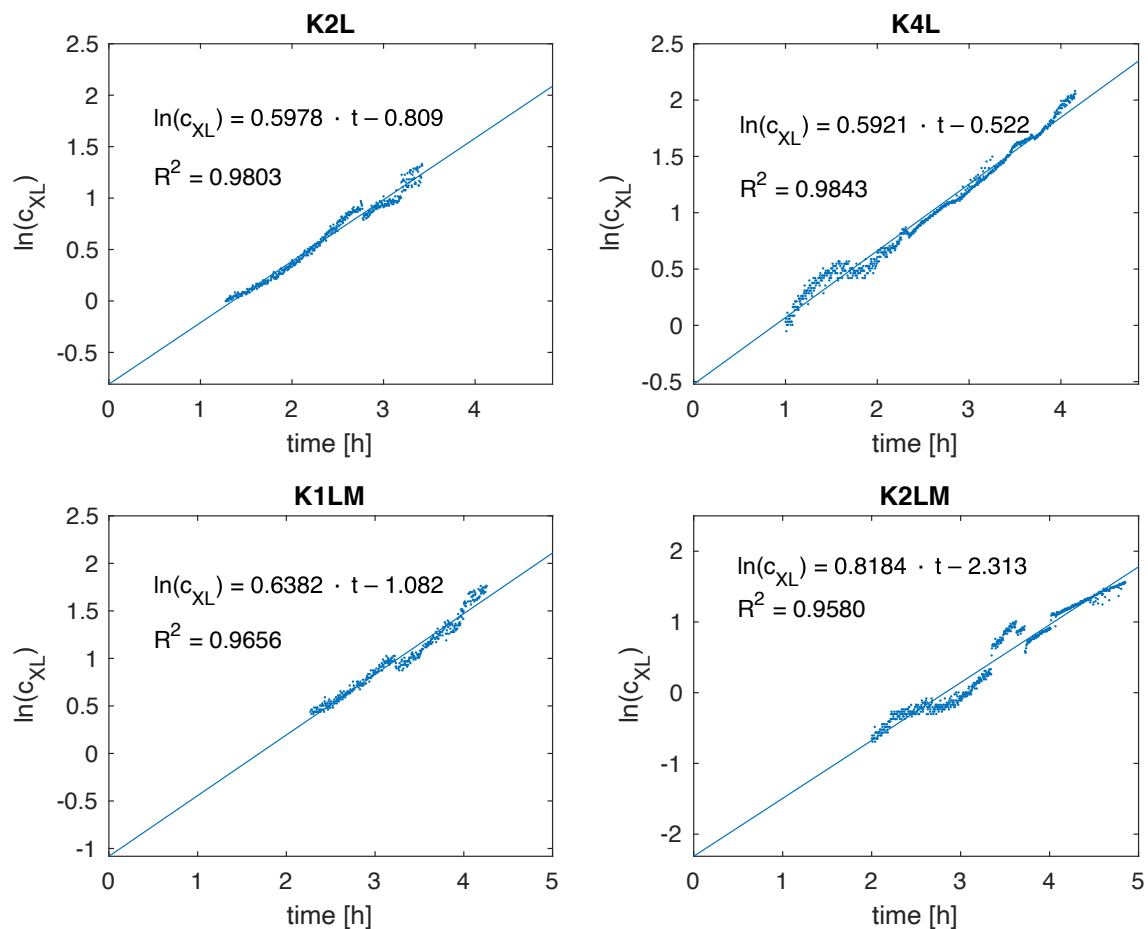 K2L
2.5
2
1.5
1
0.5
0
-0.5
ln(c_XL)
ln(c_XL) = 0.5978 · t – 0.809
R² = 0.9803
0 1 2 3 4
time [h]
K4L
2.5
2
1.5
1
0.5
0
-0.5
ln(c_XL)
ln(c_XL) = 0.5921 · t – 0.522
R² = 0.9843
0 1 2 3 4
time [h]
K1LM
2.5
2
1.5
1
0.5
0
-0.5
-1
ln(c_XL)
ln(c_XL) = 0.6382 · t – 1.082
R² = 0.9656
0 1 2 3 4 5
time [h]
K2LM
2
1
0
-1
-2
ln(c_XL)
ln(c_XL) = 0.8184 · t – 2.313
R² = 0.9580
0 1 2 3 4 5
time [h]